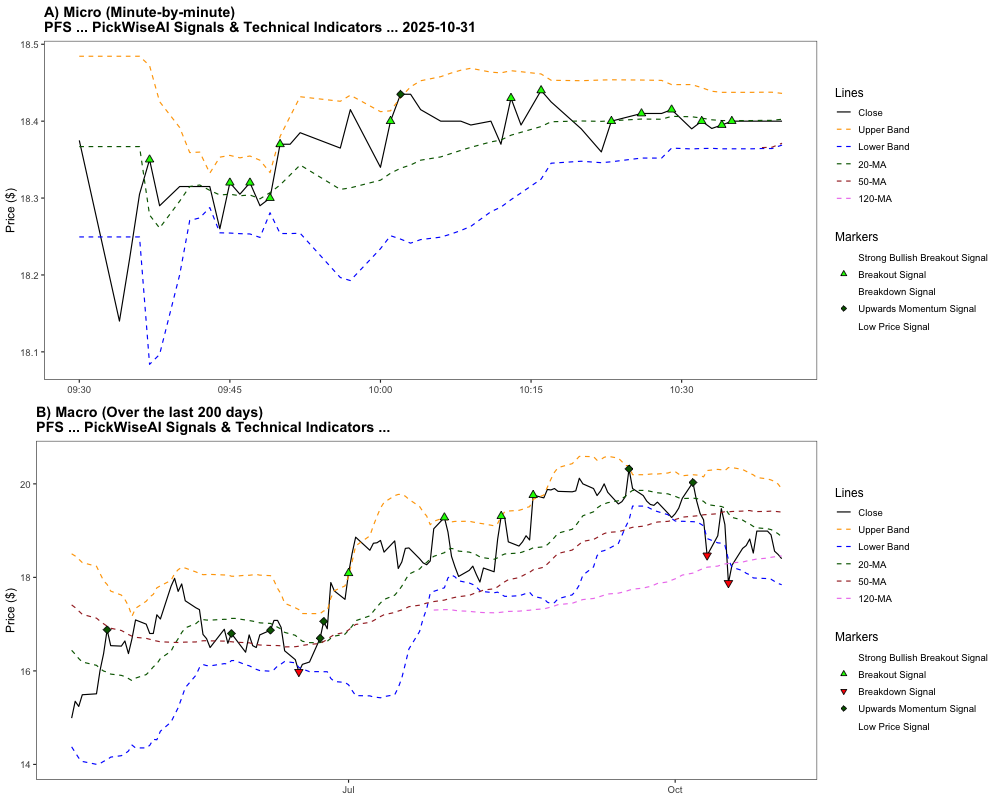 A) Micro (Minute-by-minute)
PFS ... PickWiseAI Signals & Technical Indicators ... 2025-10-31
Price ($)
18.5
18.4
18.3
18.2
18.1
09:30
09:45
10:00
10:15
10:30
Lines
Close
Upper Band
Lower Band
20-MA
50-MA
120-MA
Markers
Strong Bullish Breakout Signal
Breakout Signal
Breakdown Signal
Upwards Momentum Signal
Low Price Signal
B) Macro (Over the last 200 days)
PFS ... PickWiseAI Signals & Technical Indicators ...
Price ($)
20
18
16
14
Jul
Oct
Lines
Close
Upper Band
Lower Band
20-MA
50-MA
120-MA
Markers
Strong Bullish Breakout Signal
Breakout Signal
Breakdown Signal
Upwards Momentum Signal
Low Price Signal